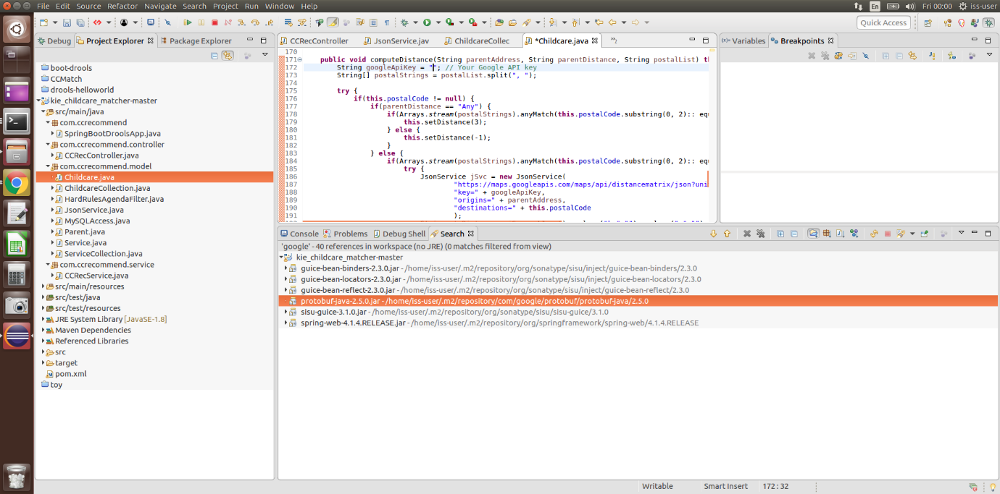 File Edit Source Refactor Navigate Search Project Run Window Help
En
Fri 00:00 iss-user
Quick Access
Debug Project Explorer Package Explorer
boot-drools
CCMatch
drools-helloworld
kie_childcare_matcher-master
src/main/java
com.ccrecommend
SpringBootDroolsApp.java
com.ccrecommend.controller
CCRecController.java
com.ccrecommend.model
Childcare.java
ChildcareCollection.java
HardRulesAgendaFilter.java
JsonService.java
MySQLAccess.java
Parent.java
Service.java
ServiceCollection.java
com.ccrecommend.service
CCRecService.java
src/main/resources
src/test/java
src/test/resources
JRE System Library [JavaSE-1.8]
Maven Dependencies
Referenced Libraries
src
target
pom.xml
toy
CCRecController JsonService.jav ChildcareCollec *Childcare.java 2
170
171 public void computeDistance(String parentAddress, String parentDistance, String postalList) th
172 String googleApiKey = ""; // Your Google API key
173 String[] postalStrings = postalList.split(", ");
174
175 try {
176 if(this.postalCode != null) {
177 if(parentDistance == "Any") {
178 if(Arrays.stream(postalStrings).anyMatch(this.postalCode.substring(0, 2):: equ
179 this.setDistance(3);
180 } else {
181 this.setDistance(-1);
182 }
183 } else {
184 if(Arrays.stream(postalStrings).anyMatch(this.postalCode.substring(0, 2):: equ
185 try {
186 JsonService jSvc = new JsonService(
187 "https://maps.googleapis.com/maps/api/distancematrix/json?uni
188 "key=" + googleApiKey,
189 "origins=" + parentAddress,
190 "destinations=" + this.postalCode
191 );
(x)= Variables Breakpoints
Console Problems Debug Shell Search
'google' - 40 references in workspace (no JRE) (0 matches filtered from view)
kie_childcare_matcher-master
guice-bean-binders-2.3.0.jar - /home/iss-user/.m2/repository/org/sonatype/sisu/inject/guice-bean-binders/2.3.0
guice-bean-locators-2.3.0.jar - /home/iss-user/.m2/repository/org/sonatype/sisu/inject/guice-bean-locators/2.3.0
guice-bean-reflect-2.3.0.jar - /home/iss-user/.m2/repository/org/sonatype/sisu/inject/guice-bean-reflect/2.3.0
protobuf-java-2.5.0.jar - /home/iss-user/.m2/repository/com/google/protobuf/protobuf-java/2.5.0
sisu-guice-3.1.0.jar - /home/iss-user/.m2/repository/org/sonatype/sisu/sisu-guice/3.1.0
spring-web-4.1.4.RELEASE.jar - /home/iss-user/.m2/repository/org/springframework/spring-web/4.1.4.RELEASE
Writable Smart Insert 172 : 32